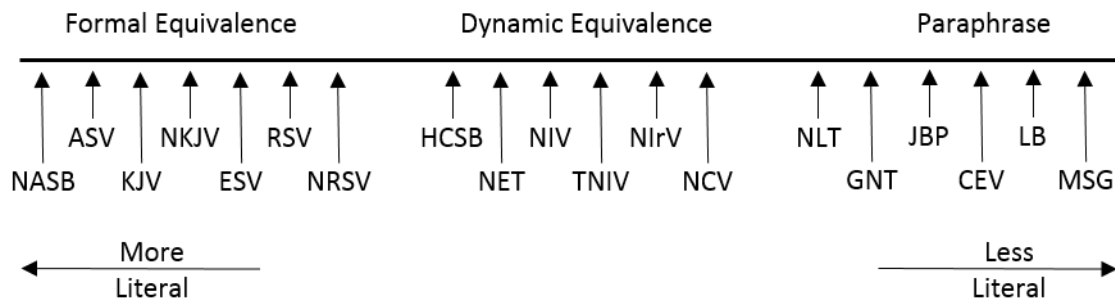 Formal Equivalence Dynamic Equivalence Paraphrase
ASV NKJV RSV HCSB NIV NIrV NLT JBP LB
NASB KJV ESV NRSV NET TNIV NCV GNT CEV MSG
More Less
Literal Literal